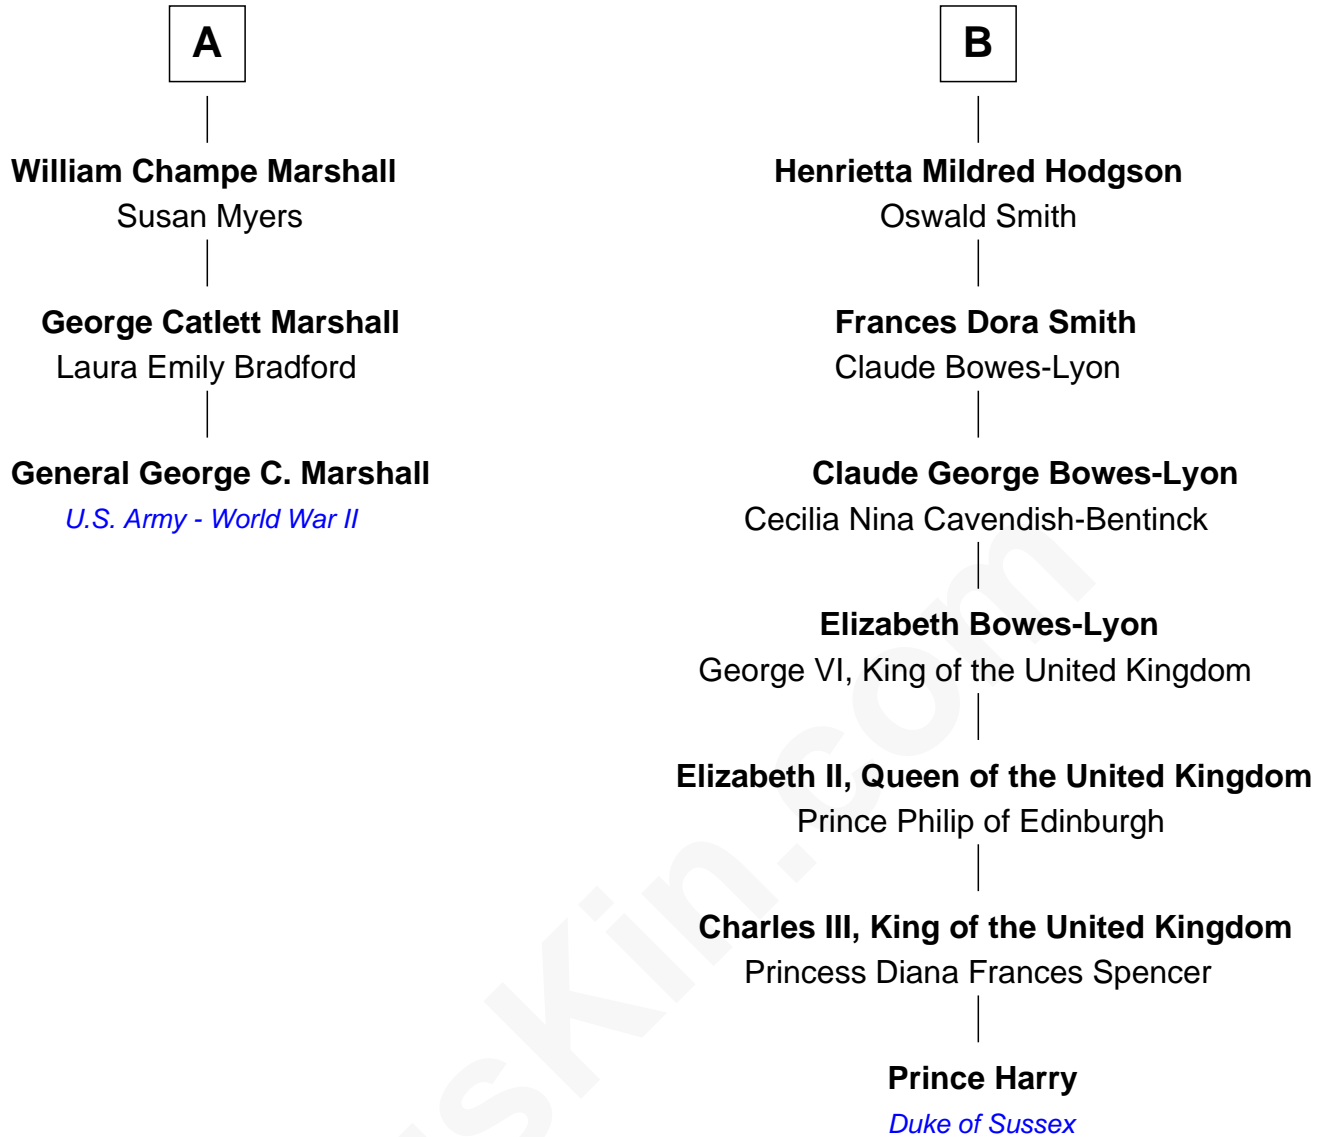 A
William Champe Marshall
Susan Myers
George Catlett Marshall
Laura Emily Bradford
General George C. Marshall
U.S. Army - World War II
B
Henrietta Mildred Hodgson
Oswald Smith
Frances Dora Smith
Claude Bowes-Lyon
Claude George Bowes-Lyon
Cecilia Nina Cavendish-Bentinck
Elizabeth Bowes-Lyon
George VI, King of the United Kingdom
Elizabeth II, Queen of the United Kingdom
Prince Philip of Edinburgh
Charles III, King of the United Kingdom
Princess Diana Frances Spencer
Prince Harry
Duke of Sussex